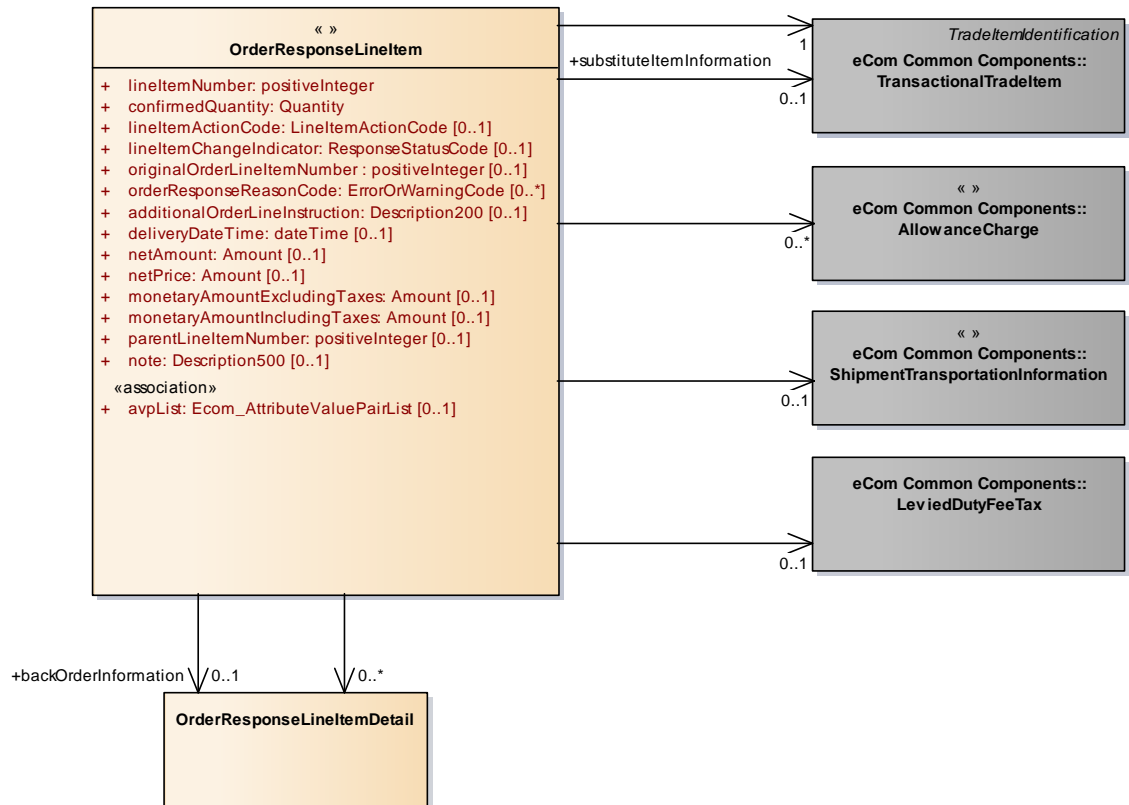 « »
OrderResponseLineItem
+ lineItemNumber: positiveInteger
+ confirmedQuantity: Quantity
+ lineItemActionCode: LineItemActionCode [0..1]
+ lineItemChangeIndicator: ResponseStatusCode [0..1]
+ originalOrderLineItemNumber : positiveInteger [0..1]
+ orderResponseReasonCode: ErrorOrWarningCode [0..*]
+ additionalOrderLineInstruction: Description200 [0..1]
+ deliveryDateTime: dateTime [0..1]
+ netAmount: Amount [0..1]
+ netPrice: Amount [0..1]
+ monetaryAmountExcludingTaxes: Amount [0..1]
+ monetaryAmountIncludingTaxes: Amount [0..1]
+ parentLineItemNumber: positiveInteger [0..1]
+ note: Description500 [0..1]
«association»
+ avpList: Ecom_AttributeValuePairList [0..1]
1
+substituteItemInformation
0..1
TradeItemIdentification
eCom Common Components::
TransactionalTradeItem
0..*
« »
eCom Common Components::
AllowanceCharge
0..1
« »
eCom Common Components::
ShipmentTransportationInformation
0..1
eCom Common Components::
LeviedDutyFeeTax
+backOrderInformation
0..1
0..*
OrderResponseLineItemDetail